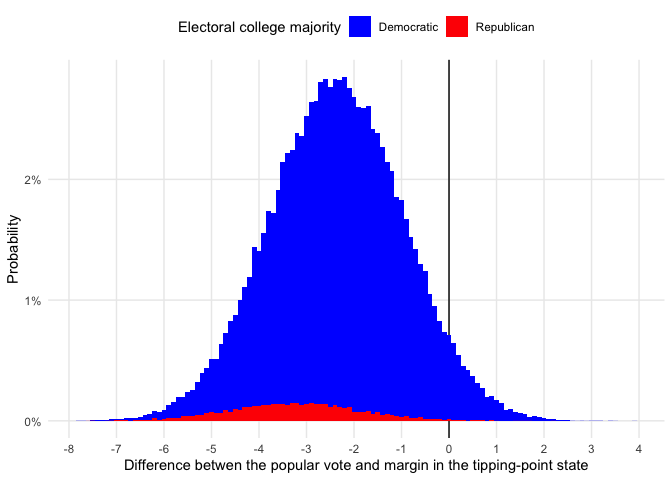 Electoral college majority Democratic Republican
Probability
2%
1%
0%
-8 -7 -6 -5 -4 -3 -2 -1 0 1 2 3 4
Difference betwen the popular vote and margin in the tipping-point state